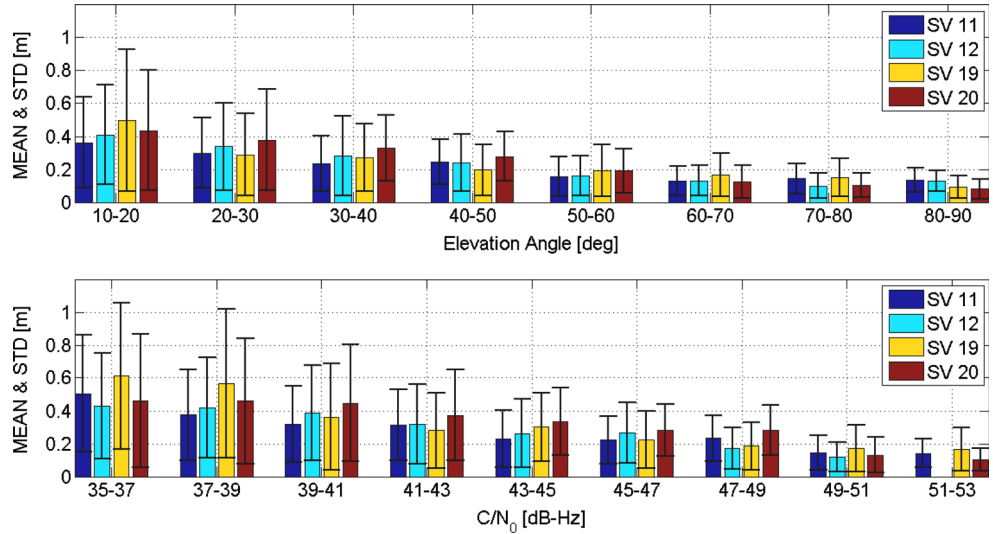 MEAN & STD [m]
1
0.8
0.6
0.4
0.2
0
SV 11
SV 12
SV 19
SV 20
10-20 20-30 30-40 40-50 50-60 60-70 70-80 80-90
Elevation Angle [deg]
MEAN & STD [m]
1
0.8
0.6
0.4
0.2
0
SV 11
SV 12
SV 19
SV 20
35-37 37-39 39-41 41-43 43-45 45-47 47-49 49-51 51-53
C/N0 [dB-Hz]